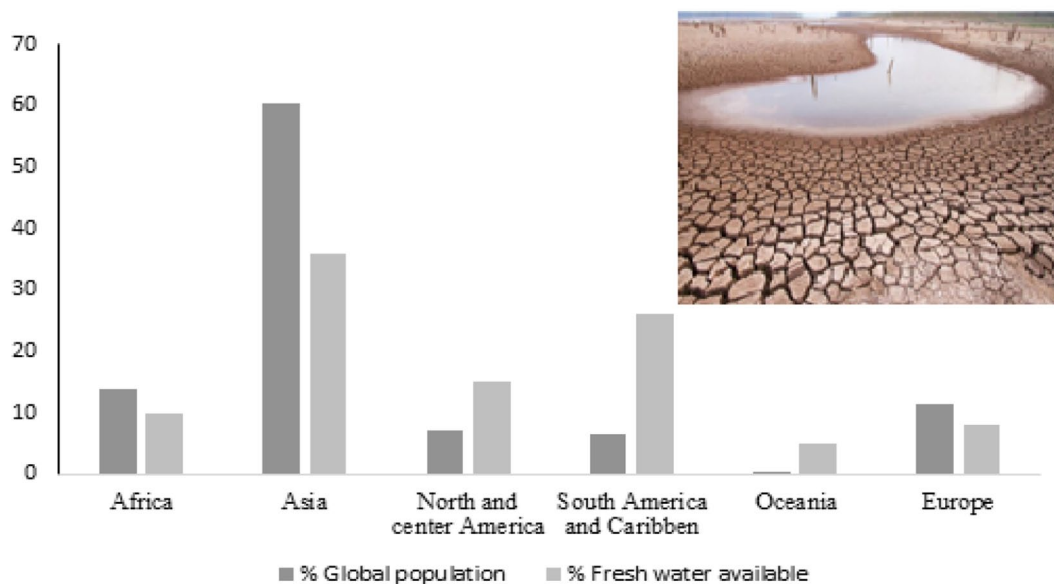 70
60
50
40
30
20
10
0
Africa
Asia
North and
center America
South America
and Caribben
Oceania
Europe
% Global population
% Fresh water available